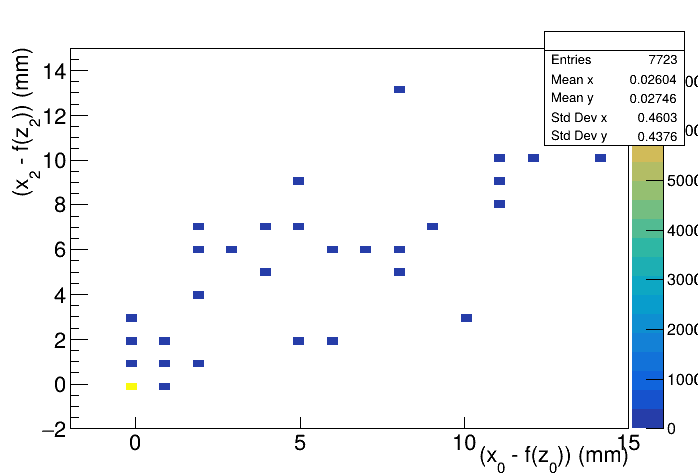 Entries 7723
Mean x 0.02604
Mean y 0.02746
Std Dev x 0.4603
Std Dev y 0.4376
(x2 - f(z2)) (mm)
14
12
10
8
6
4
2
0
−2
0 5 10 15
(x0 - f(z0)) (mm)
5000
4000
3000
2000
1000
0